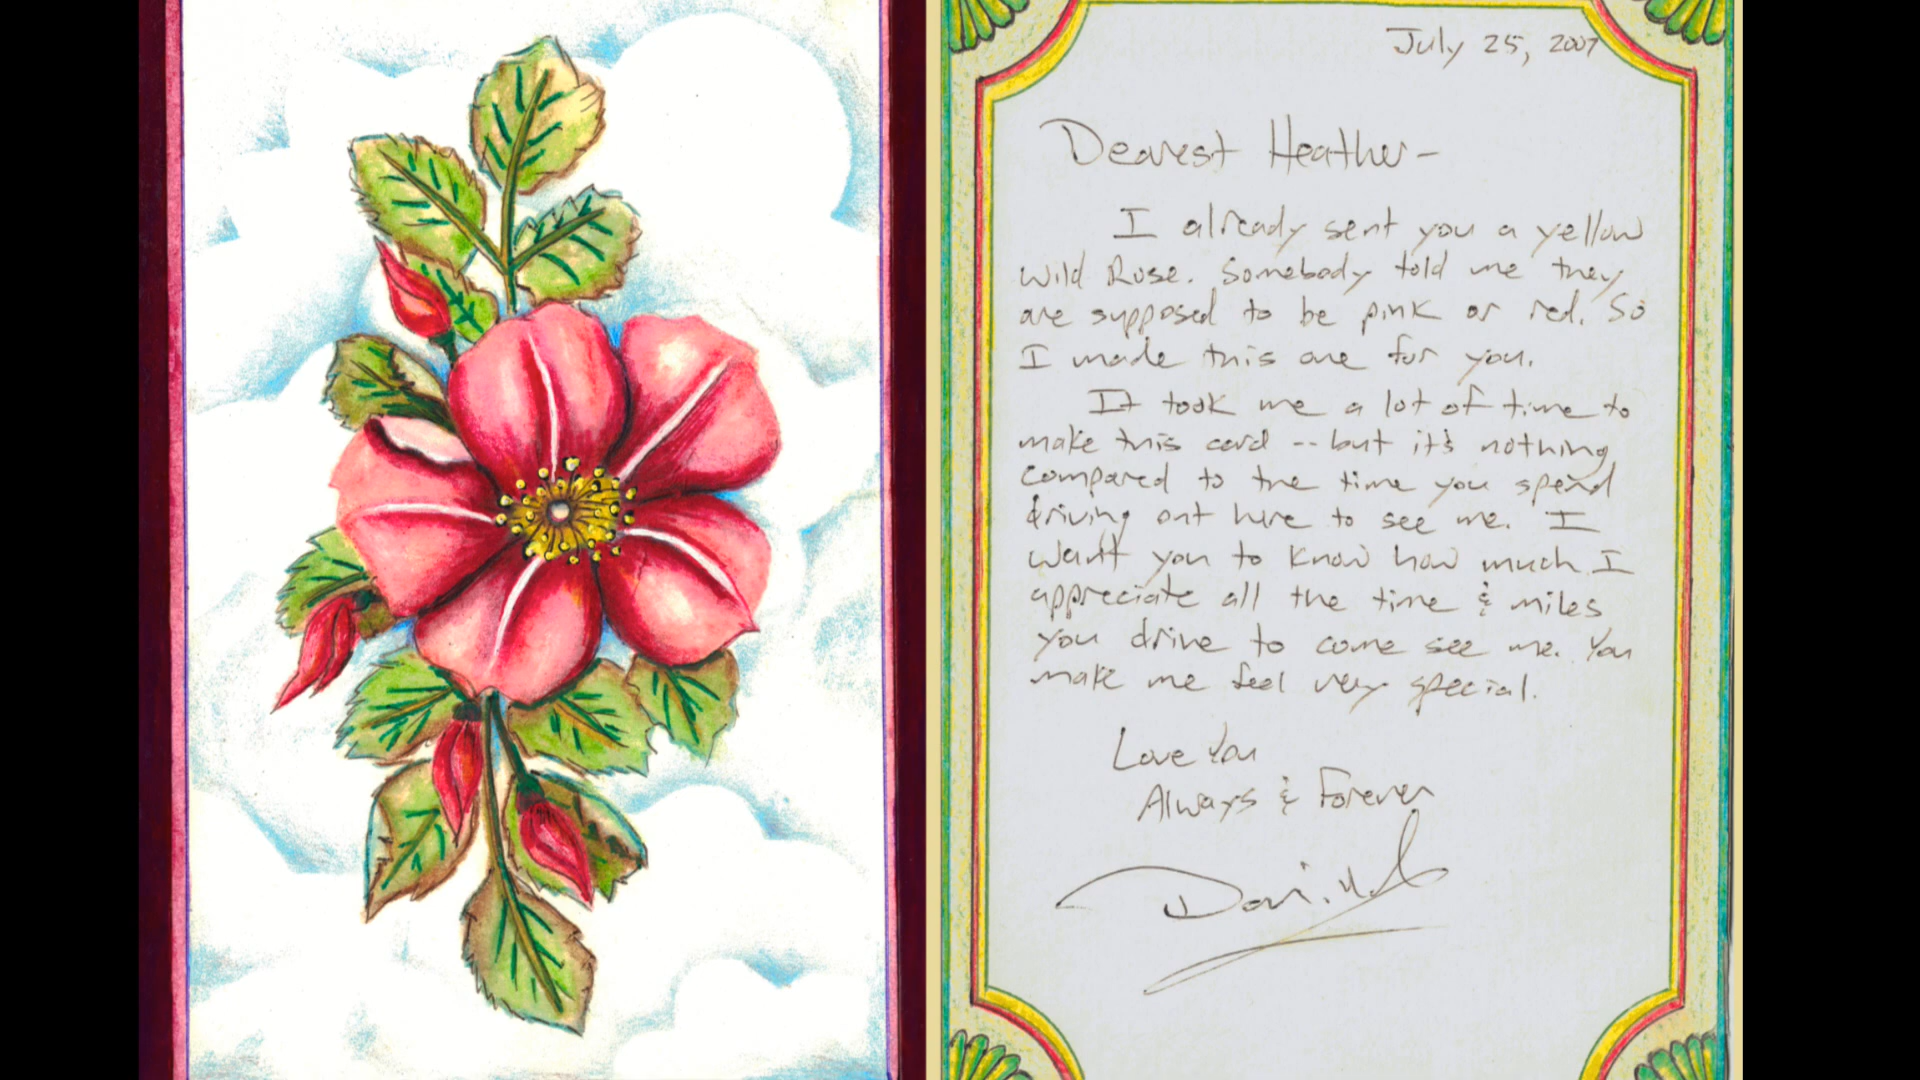 July 25, 2007
Dearest Heather-
I already sent you a yellow
Wild Rose. Somebody told me they
are supposed to be pink or red. So
I made this one for you.
It took me a lot of time to
make this card -- but it's nothing
compared to the time you spend
driving out here to see me. I
want you to know how much I
appreciate all the time & miles
you drive to come see me. You
make me feel very special.
Love You
Always & Forever